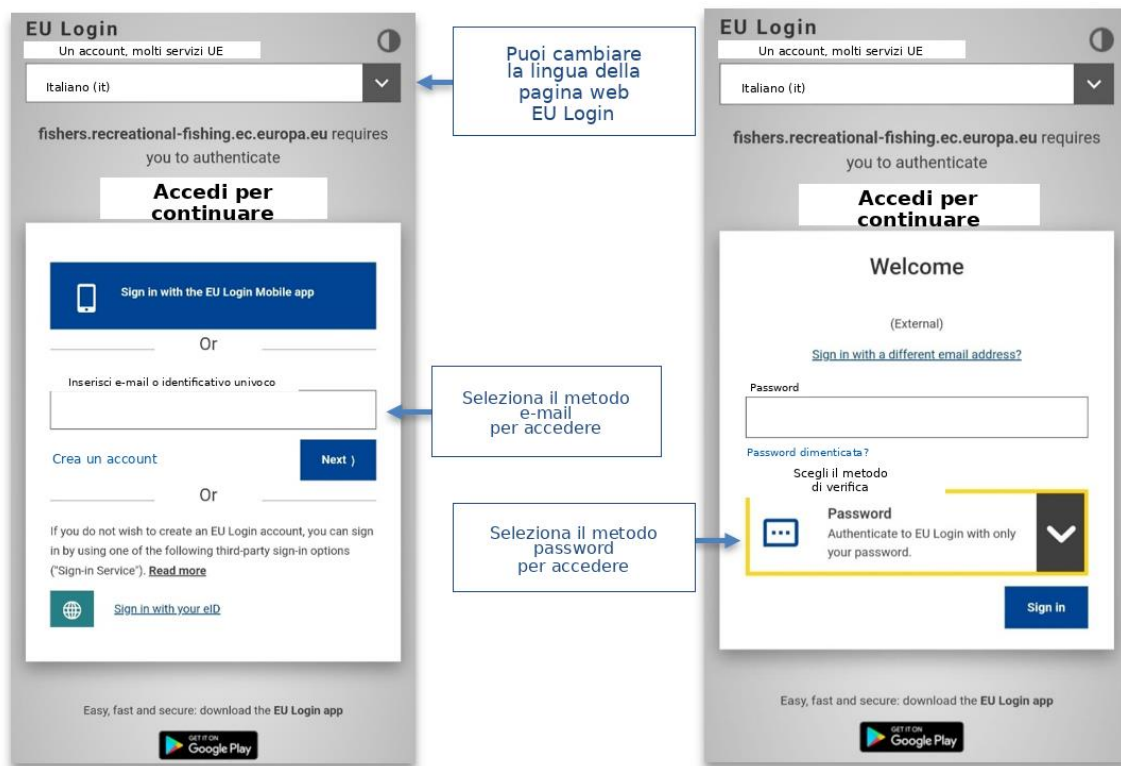 EU Login
Un account, molti servizi UE
Italiano (it)
fishers.recreational-fishing.ec.europa.eu requires
you to authenticate
Accedi per
continuare
Sign in with the EU Login Mobile app
Or
Inserisci e-mail o identificativo univoco
Crea un account
Next ⟩
Or
If you do not wish to create an EU Login account, you can sign
in by using one of the following third-party sign-in options
("Sign-in Service"). Read more
Sign in with your eID
Easy, fast and secure: download the EU Login app
GET IT ON
Google Play
Puoi cambiare
la lingua della
pagina web
EU Login
Seleziona il metodo
e-mail
per accedere
Seleziona il metodo
password
per accedere
EU Login
Un account, molti servizi UE
Italiano (it)
fishers.recreational-fishing.ec.europa.eu requires
you to authenticate
Accedi per
continuare
Welcome
(External)
Sign in with a different email address?
Password
Password dimenticata?
Scegli il metodo
di verifica
Password
Authenticate to EU Login with only
your password.
Sign in
Easy, fast and secure: download the EU Login app
GET IT ON
Google Play